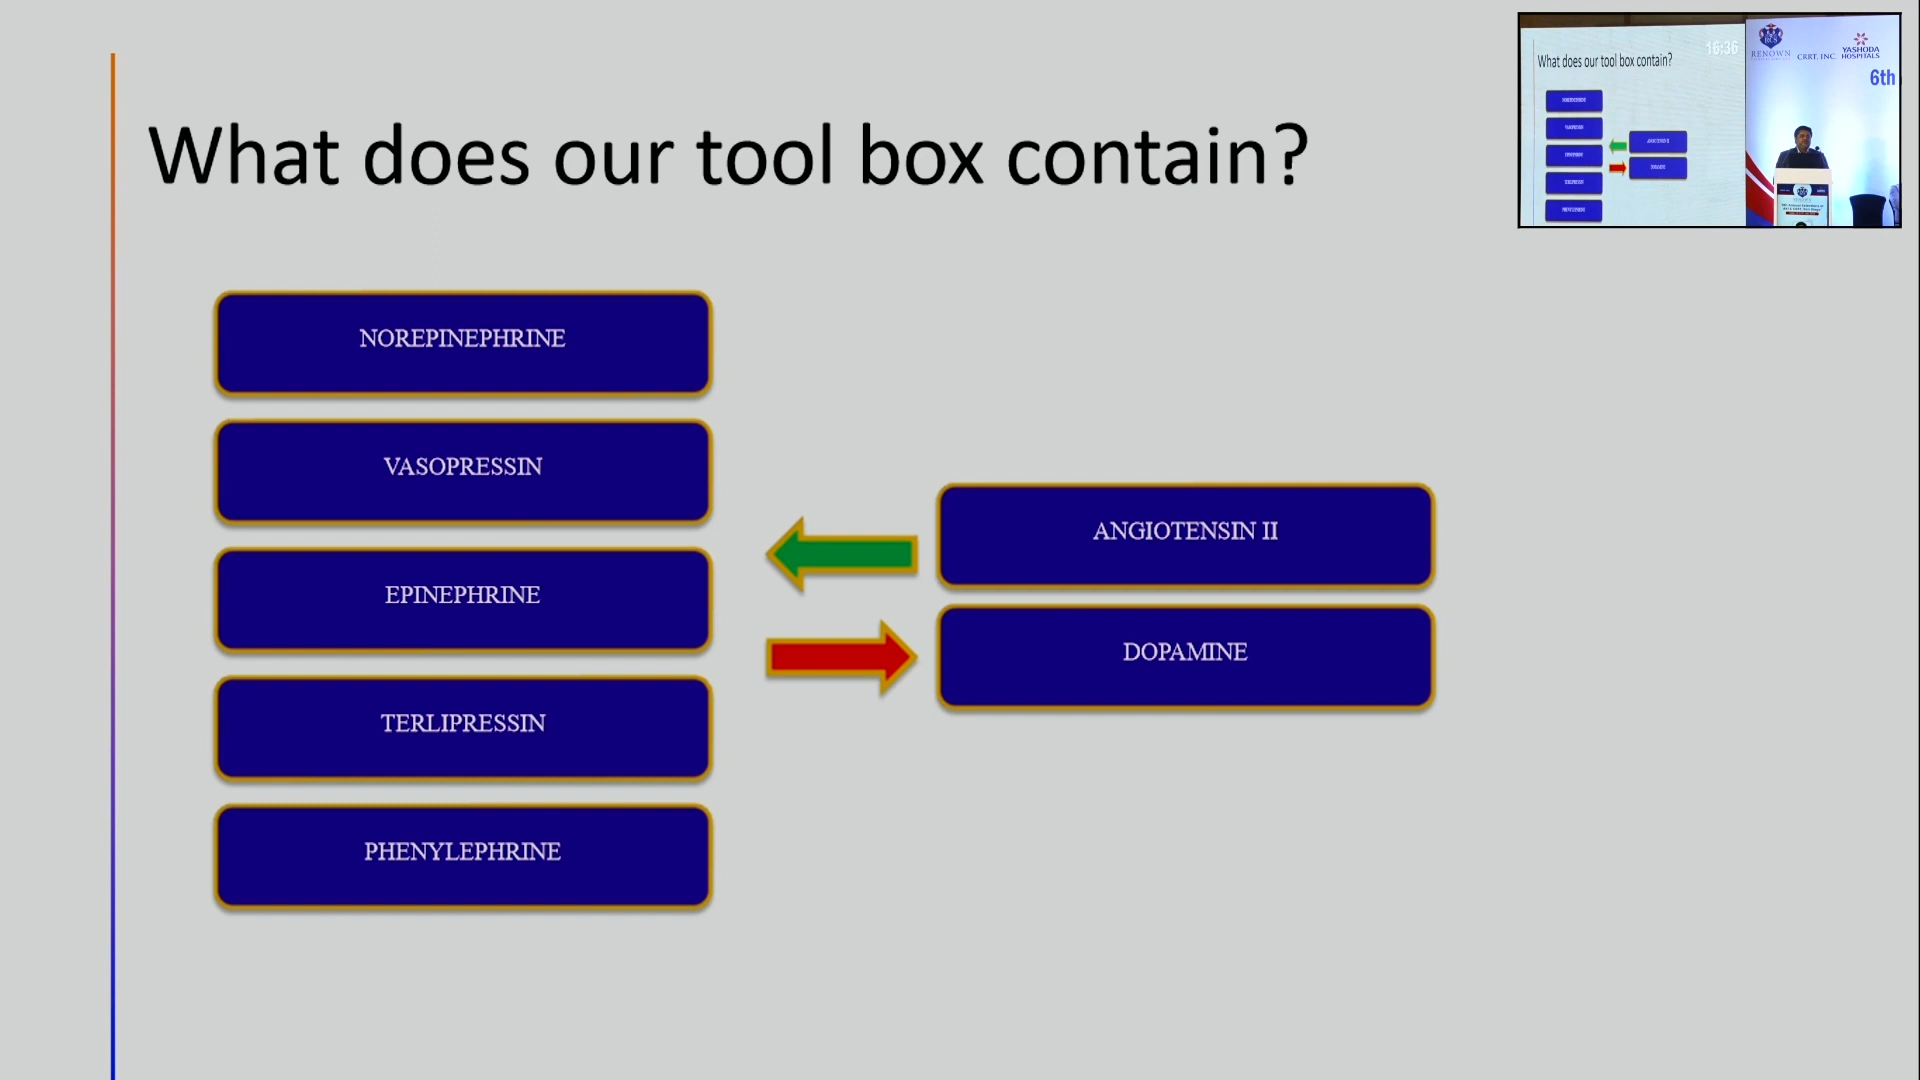 What does our tool box contain?
NOREPINEPHRINE
VASOPRESSIN
EPINEPHRINE
TERLIPRESSIN
PHENYLEPHRINE
ANGIOTENSIN II
DOPAMINE
What does our tool box contain?
16:36
RENOWN
CRRT, INC.
YASHODA
HOSPITALS
6th